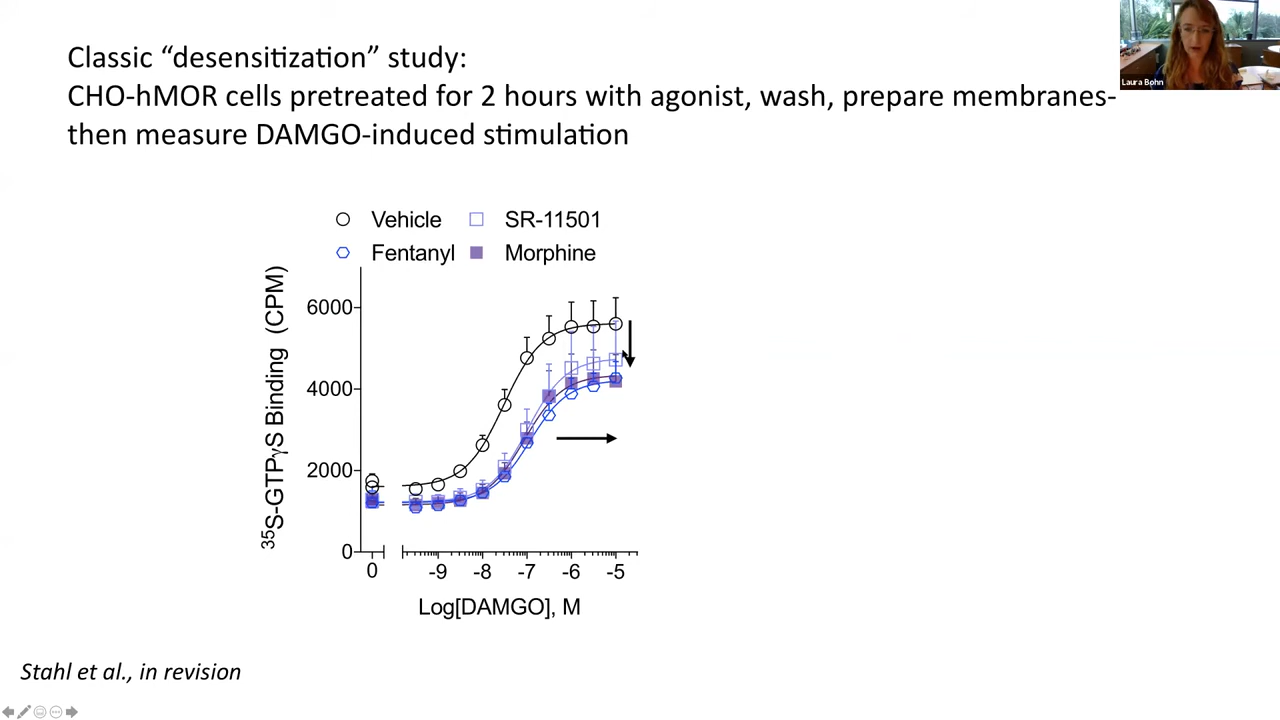 Classic “desensitization” study:
CHO-hMOR cells pretreated for 2 hours with agonist, wash, prepare membranes-
then measure DAMGO-induced stimulation
Laura Bohn
Vehicle
SR-11501
Fentanyl
Morphine
³⁵S-GTPγS Binding (CPM)
6000
4000
2000
0
0
-9
-8
-7
-6
-5
Log[DAMGO], M
Stahl et al., in revision